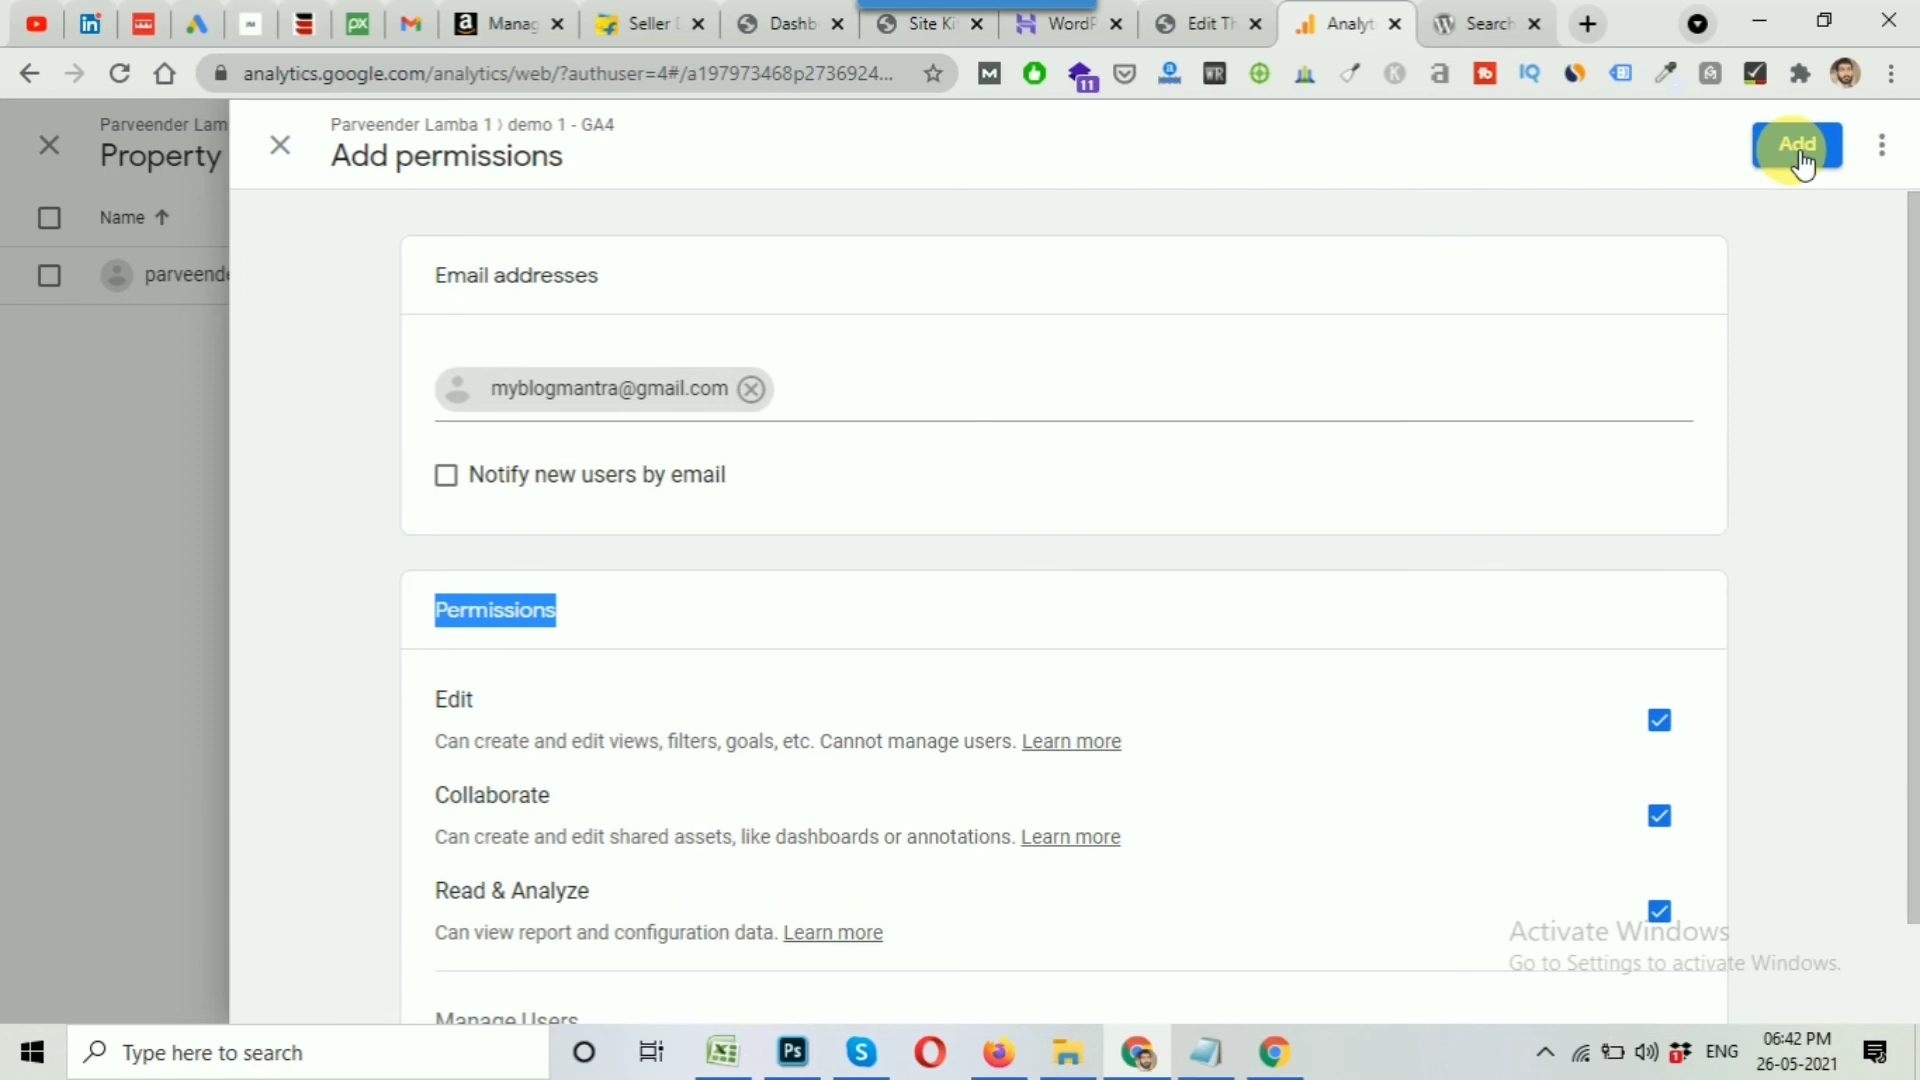 Manag
Seller
Dashb
Site Ki
WordP
Edit Th
Analyt
Search
analytics.google.com/analytics/web/?authuser=4#/a197973468p2736924...
11
Parveender Lam
Property
Parveender Lamba 1 > demo 1 - GA4
Add permissions
Add
Name
parveende
Email addresses
myblogmantra@gmail.com
Notify new users by email
Permissions
Edit
Can create and edit views, filters, goals, etc. Cannot manage users. Learn more
Collaborate
Can create and edit shared assets, like dashboards or annotations. Learn more
Read & Analyze
Can view report and configuration data. Learn more
Activate Windows
Go to Settings to activate Windows.
Manage Users
Type here to search
ENG
06:42 PM
26-05-2021